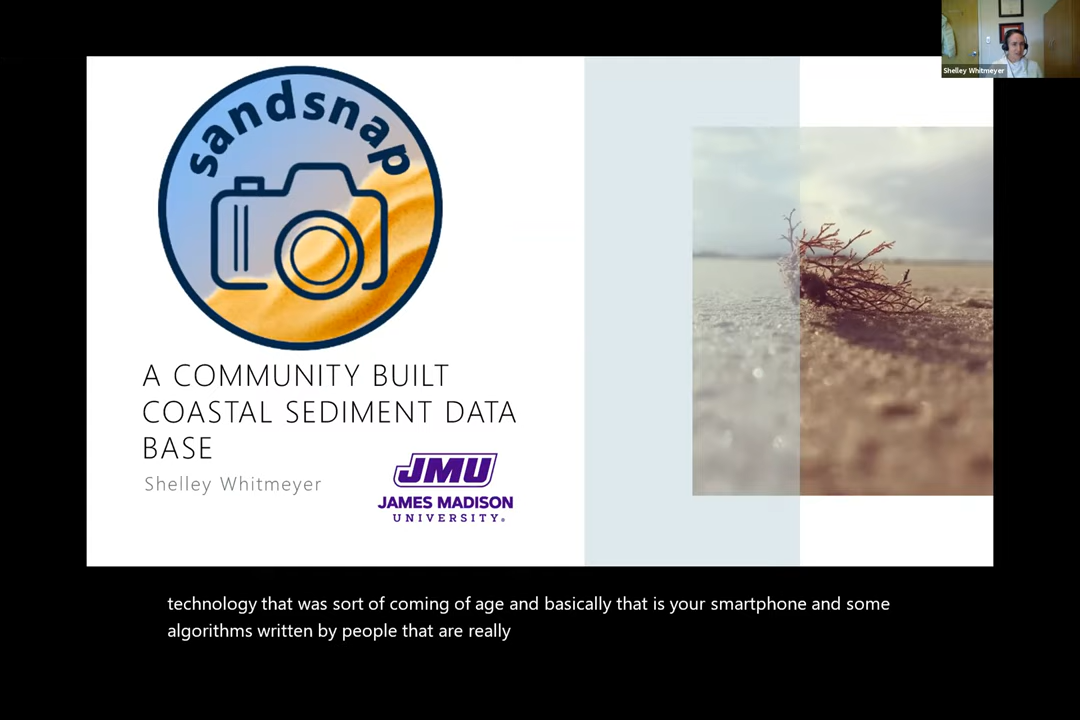 Shelley Whitmeyer
sandsnap
A COMMUNITY BUILT
COASTAL SEDIMENT DATA
BASE
Shelley Whitmeyer
JMU
JAMES MADISON
UNIVERSITY®
technology that was sort of coming of age and basically that is your smartphone and some
algorithms written by people that are really